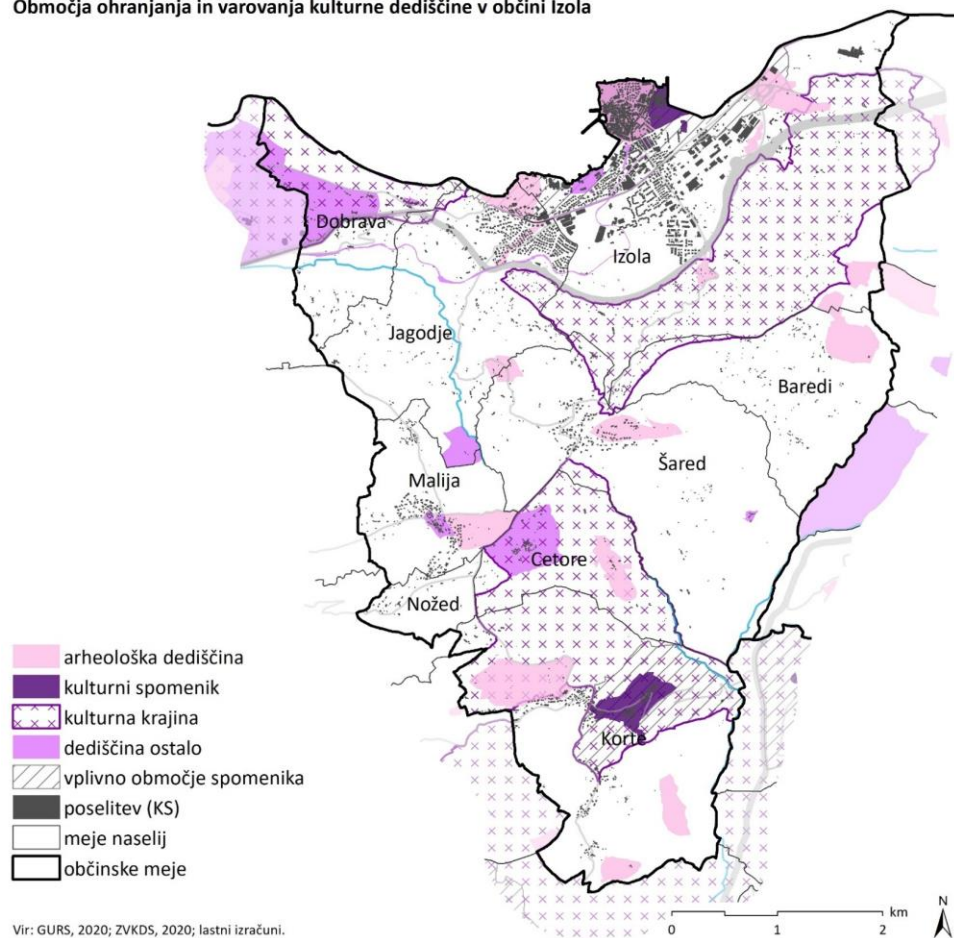 Območja ohranjanja in varovanja kulturne dediščine v občini Izola
Dobrava
Izola
Jagodje
Baredi
Šared
Malija
Cetore
Nožed
Korte
arheološka dediščina
kulturni spomenik
kulturna krajina
dediščina ostalo
vplivno območje spomenika
poselitev (KS)
meje naselij
občinske meje
km
0 1 2
N
Vir: GURS, 2020; ZVKDS, 2020; lastni izračuni.